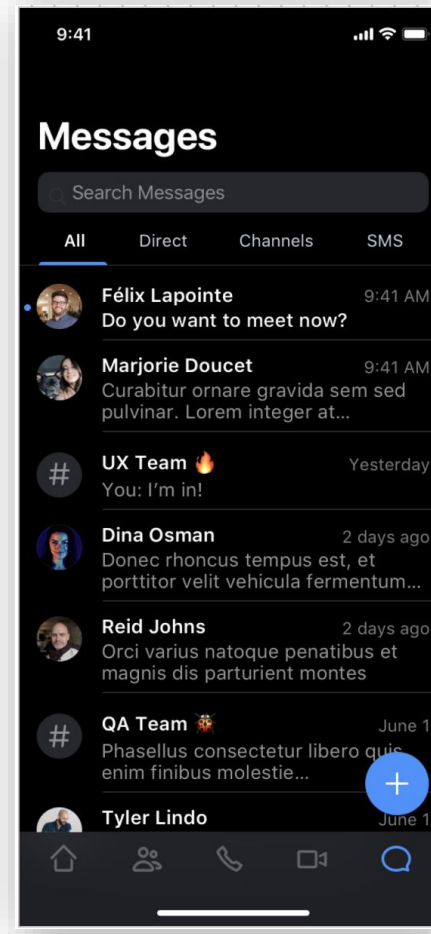 9:41
Messages
Search Messages
All Direct Channels SMS
Félix Lapointe 9:41 AM
Do you want to meet now?
Marjorie Doucet 9:41 AM
Curabitur ornare gravida sem sed
pulvinar. Lorem integer at...
# UX Team 🔥 Yesterday
You: I’m in!
Dina Osman 2 days ago
Donec rhoncus tempus est, et
porttitor velit vehicula fermentum...
Reid Johns 2 days ago
Orci varius natoque penatibus et
magnis dis parturient montes
# QA Team 🐞 June 1
Phasellus consectetur libero quis
enim finibus molestie...
Tyler Lindo June 1